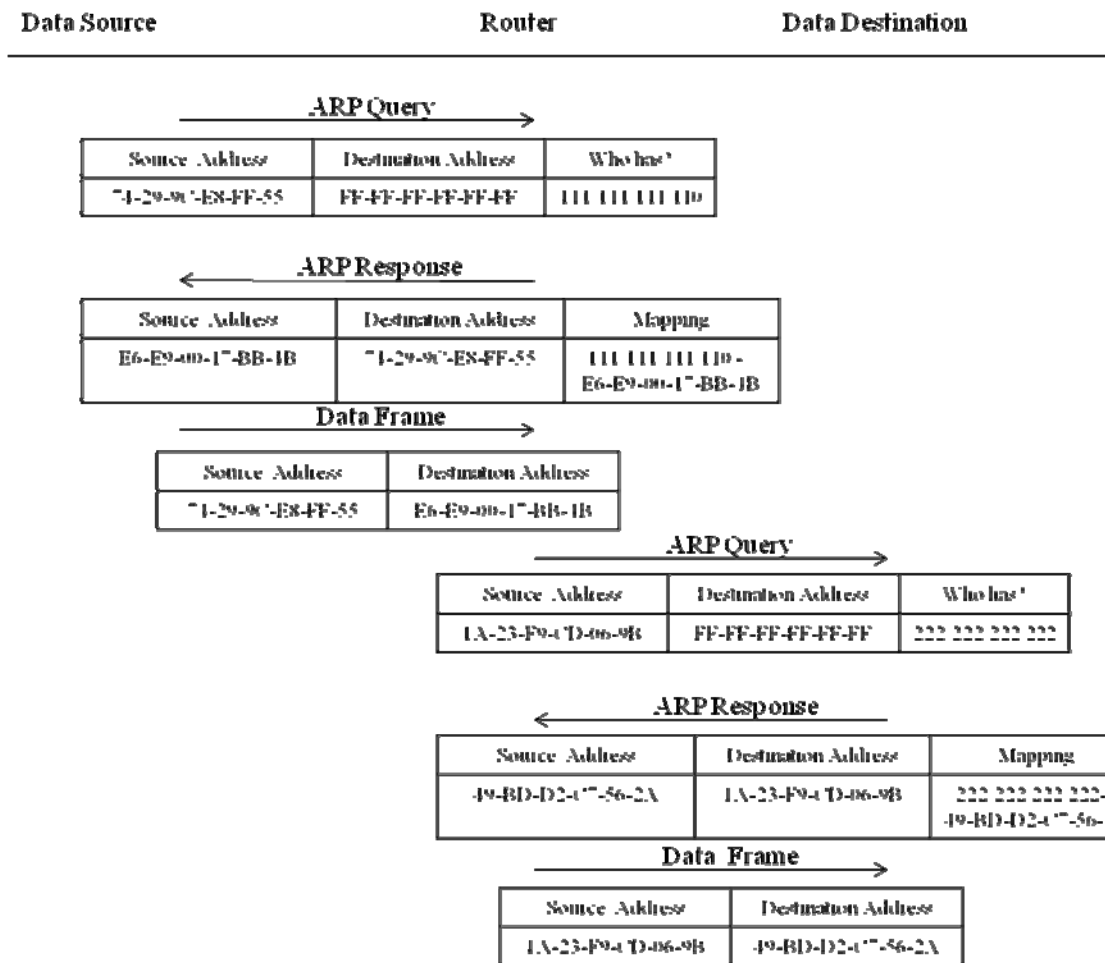 Data Source Router Data Destination
ARP Query
Source Address Destination Address Who has?
74-29-9C-E8-FF-55 FF-FF-FF-FF-FF-FF 111.111.111.110
ARP Response
Source Address Destination Address Mapping
E6-E9-00-17-BB-4B 74-29-9C-E8-FF-55 111.111.111.110 -
E6-E9-00-17-BB-4B
Data Frame
Source Address Destination Address
74-29-9C-E8-FF-55 E6-E9-00-17-BB-4B
ARP Query
Source Address Destination Address Who has?
1A-23-F9-CD-06-9B FF-FF-FF-FF-FF-FF 222.222.222.222
ARP Response
Source Address Destination Address Mapping
49-BD-D2-C7-56-2A 1A-23-F9-CD-06-9B 222.222.222.222-
49-BD-D2-C7-56-
Data Frame
Source Address Destination Address
1A-23-F9-CD-06-9B 49-BD-D2-C7-56-2A